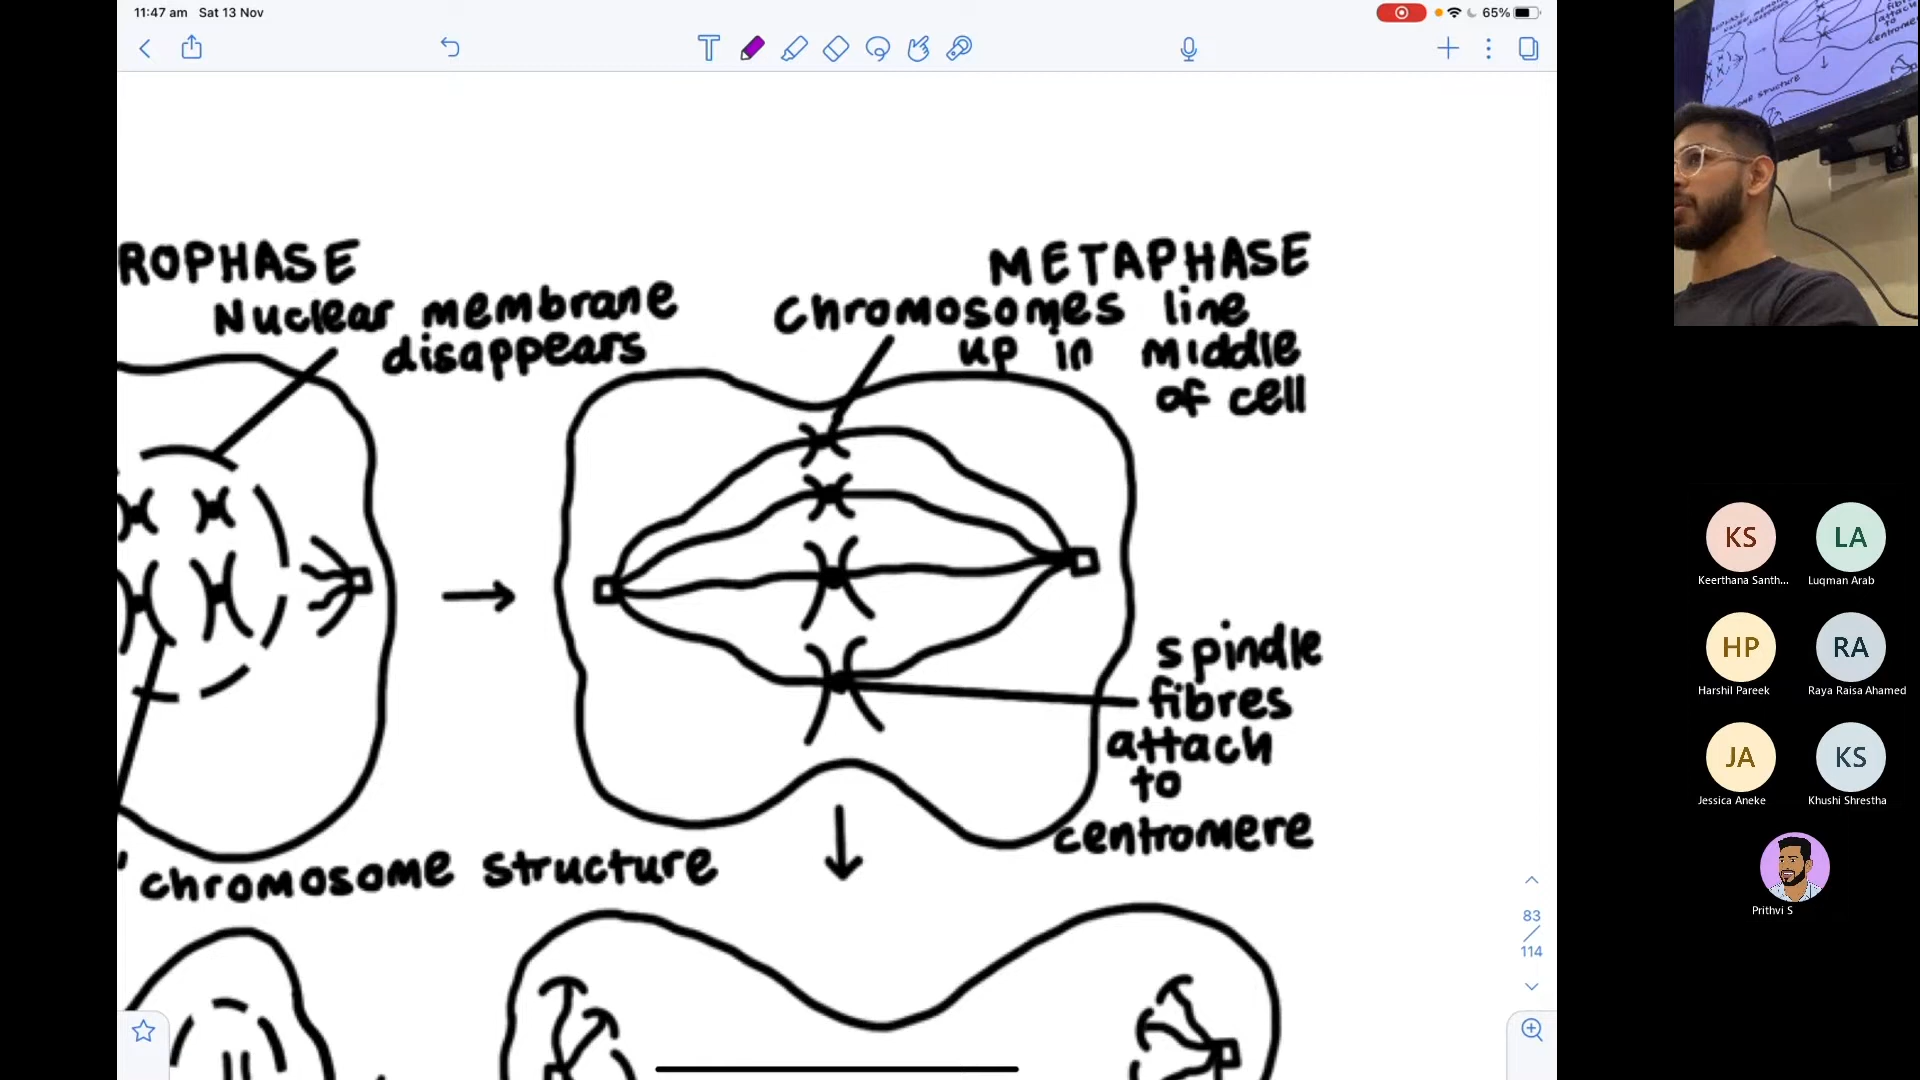 11:47 am Sat 13 Nov
65%
ROPHASE
Nuclear membrane
disappears
METAPHASE
Chromosomes line
up in middle
of cell
spindle
fibres
attach
to
centromere
chromosome structure
83
114
KS
Keerthana Santh...
LA
Luqman Arab
HP
Harshil Pareek
RA
Raya Raisa Ahamed
JA
Jessica Aneke
KS
Khushi Shrestha
Prithvi S